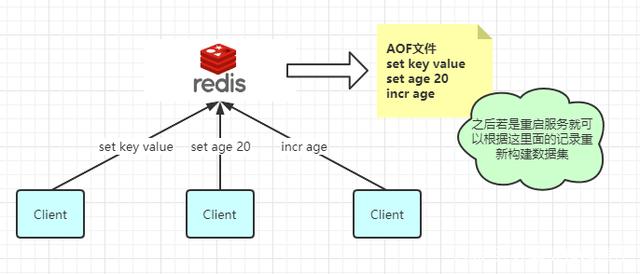 redis
AOF文件
set key value
set age 20
incr age
之后若是重启服务就可
以根据这里面的记录重
新构建数据集
set key value
set age 20
incr age
Client
Client
Client